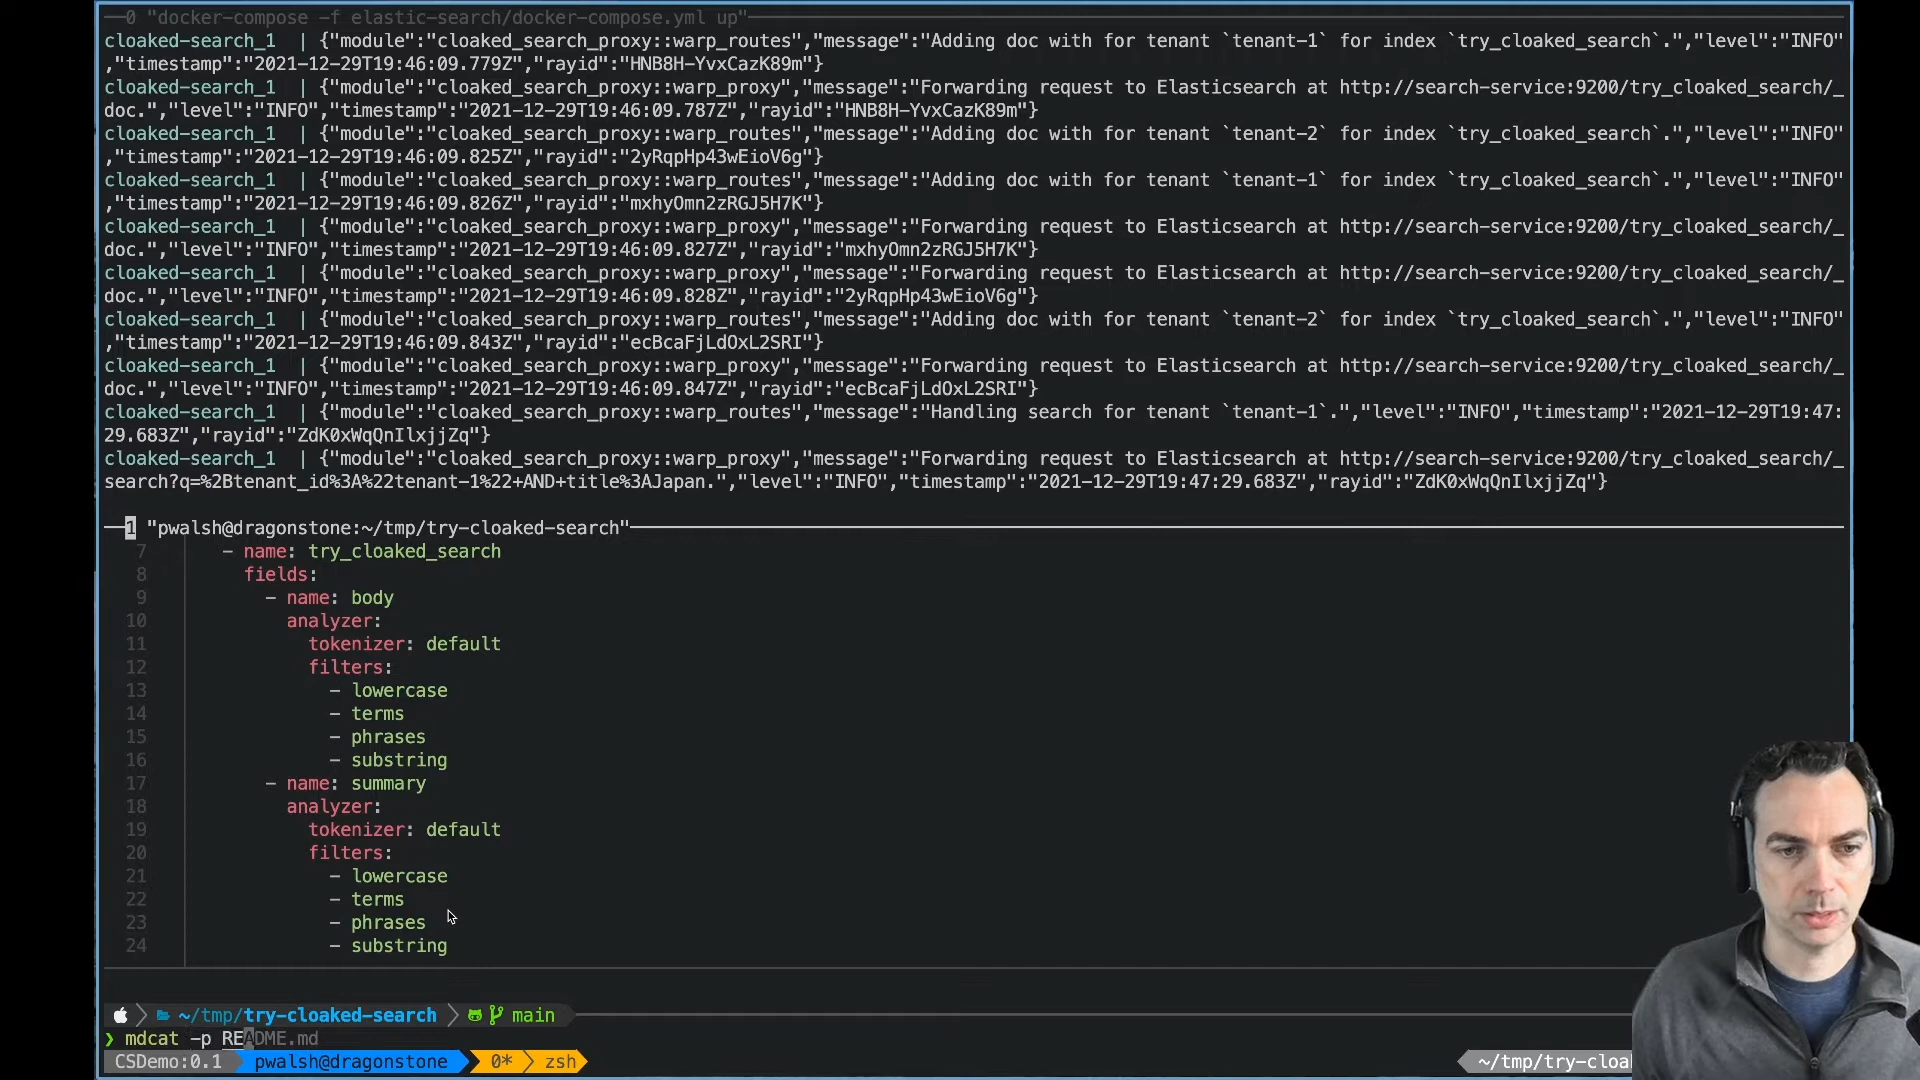 0 "docker-compose -f elastic-search/docker-compose.yml up"
cloaked-search_1  | {"module":"cloaked_search_proxy::warp_routes","message":"Adding doc with for tenant `tenant-1` for index `try_cloaked_search`.","level":"INFO"
,"timestamp":"2021-12-29T19:46:09.779Z","rayid":"HNB8H-YvxCazK89m"}
cloaked-search_1  | {"module":"cloaked_search_proxy::warp_proxy","message":"Forwarding request to Elasticsearch at http://search-service:9200/try_cloaked_search/_
doc.","level":"INFO","timestamp":"2021-12-29T19:46:09.787Z","rayid":"HNB8H-YvxCazK89m"}
cloaked-search_1  | {"module":"cloaked_search_proxy::warp_routes","message":"Adding doc with for tenant `tenant-2` for index `try_cloaked_search`.","level":"INFO"
,"timestamp":"2021-12-29T19:46:09.825Z","rayid":"2yRqpHp43wEioV6g"}
cloaked-search_1  | {"module":"cloaked_search_proxy::warp_routes","message":"Adding doc with for tenant `tenant-1` for index `try_cloaked_search`.","level":"INFO"
,"timestamp":"2021-12-29T19:46:09.826Z","rayid":"mxhyOmn2zRGJ5H7K"}
cloaked-search_1  | {"module":"cloaked_search_proxy::warp_proxy","message":"Forwarding request to Elasticsearch at http://search-service:9200/try_cloaked_search/_
doc.","level":"INFO","timestamp":"2021-12-29T19:46:09.827Z","rayid":"mxhyOmn2zRGJ5H7K"}
cloaked-search_1  | {"module":"cloaked_search_proxy::warp_proxy","message":"Forwarding request to Elasticsearch at http://search-service:9200/try_cloaked_search/_
doc.","level":"INFO","timestamp":"2021-12-29T19:46:09.828Z","rayid":"2yRqpHp43wEioV6g"}
cloaked-search_1  | {"module":"cloaked_search_proxy::warp_routes","message":"Adding doc with for tenant `tenant-2` for index `try_cloaked_search`.","level":"INFO"
,"timestamp":"2021-12-29T19:46:09.843Z","rayid":"ecBcaFjLdOxL2SRI"}
cloaked-search_1  | {"module":"cloaked_search_proxy::warp_proxy","message":"Forwarding request to Elasticsearch at http://search-service:9200/try_cloaked_search/_
doc.","level":"INFO","timestamp":"2021-12-29T19:46:09.847Z","rayid":"ecBcaFjLdOxL2SRI"}
cloaked-search_1  | {"module":"cloaked_search_proxy::warp_routes","message":"Handling search for tenant `tenant-1`.","level":"INFO","timestamp":"2021-12-29T19:47:
29.683Z","rayid":"ZdK0xWqQnIlxjjZq"}
cloaked-search_1  | {"module":"cloaked_search_proxy::warp_proxy","message":"Forwarding request to Elasticsearch at http://search-service:9200/try_cloaked_search/_
search?q=%2Btenant_id%3A%22tenant-1%22+AND+title%3AJapan.","level":"INFO","timestamp":"2021-12-29T19:47:29.683Z","rayid":"ZdK0xWqQnIlxjjZq"}
1 "pwalsh@dragonstone:~/tmp/try-cloaked-search"
7 - name: try_cloaked_search
8 fields:
9 - name: body
10 analyzer:
11 tokenizer: default
12 filters:
13 - lowercase
14 - terms
15 - phrases
16 - substring
17 - name: summary
18 analyzer:
19 tokenizer: default
20 filters:
21 - lowercase
22 - terms
23 - phrases
24 - substring
~/tmp/try-cloaked-search main
❯ mdcat -p README.md
CSDemo:0.1 pwalsh@dragonstone 0* zsh ~/tmp/try-cloa